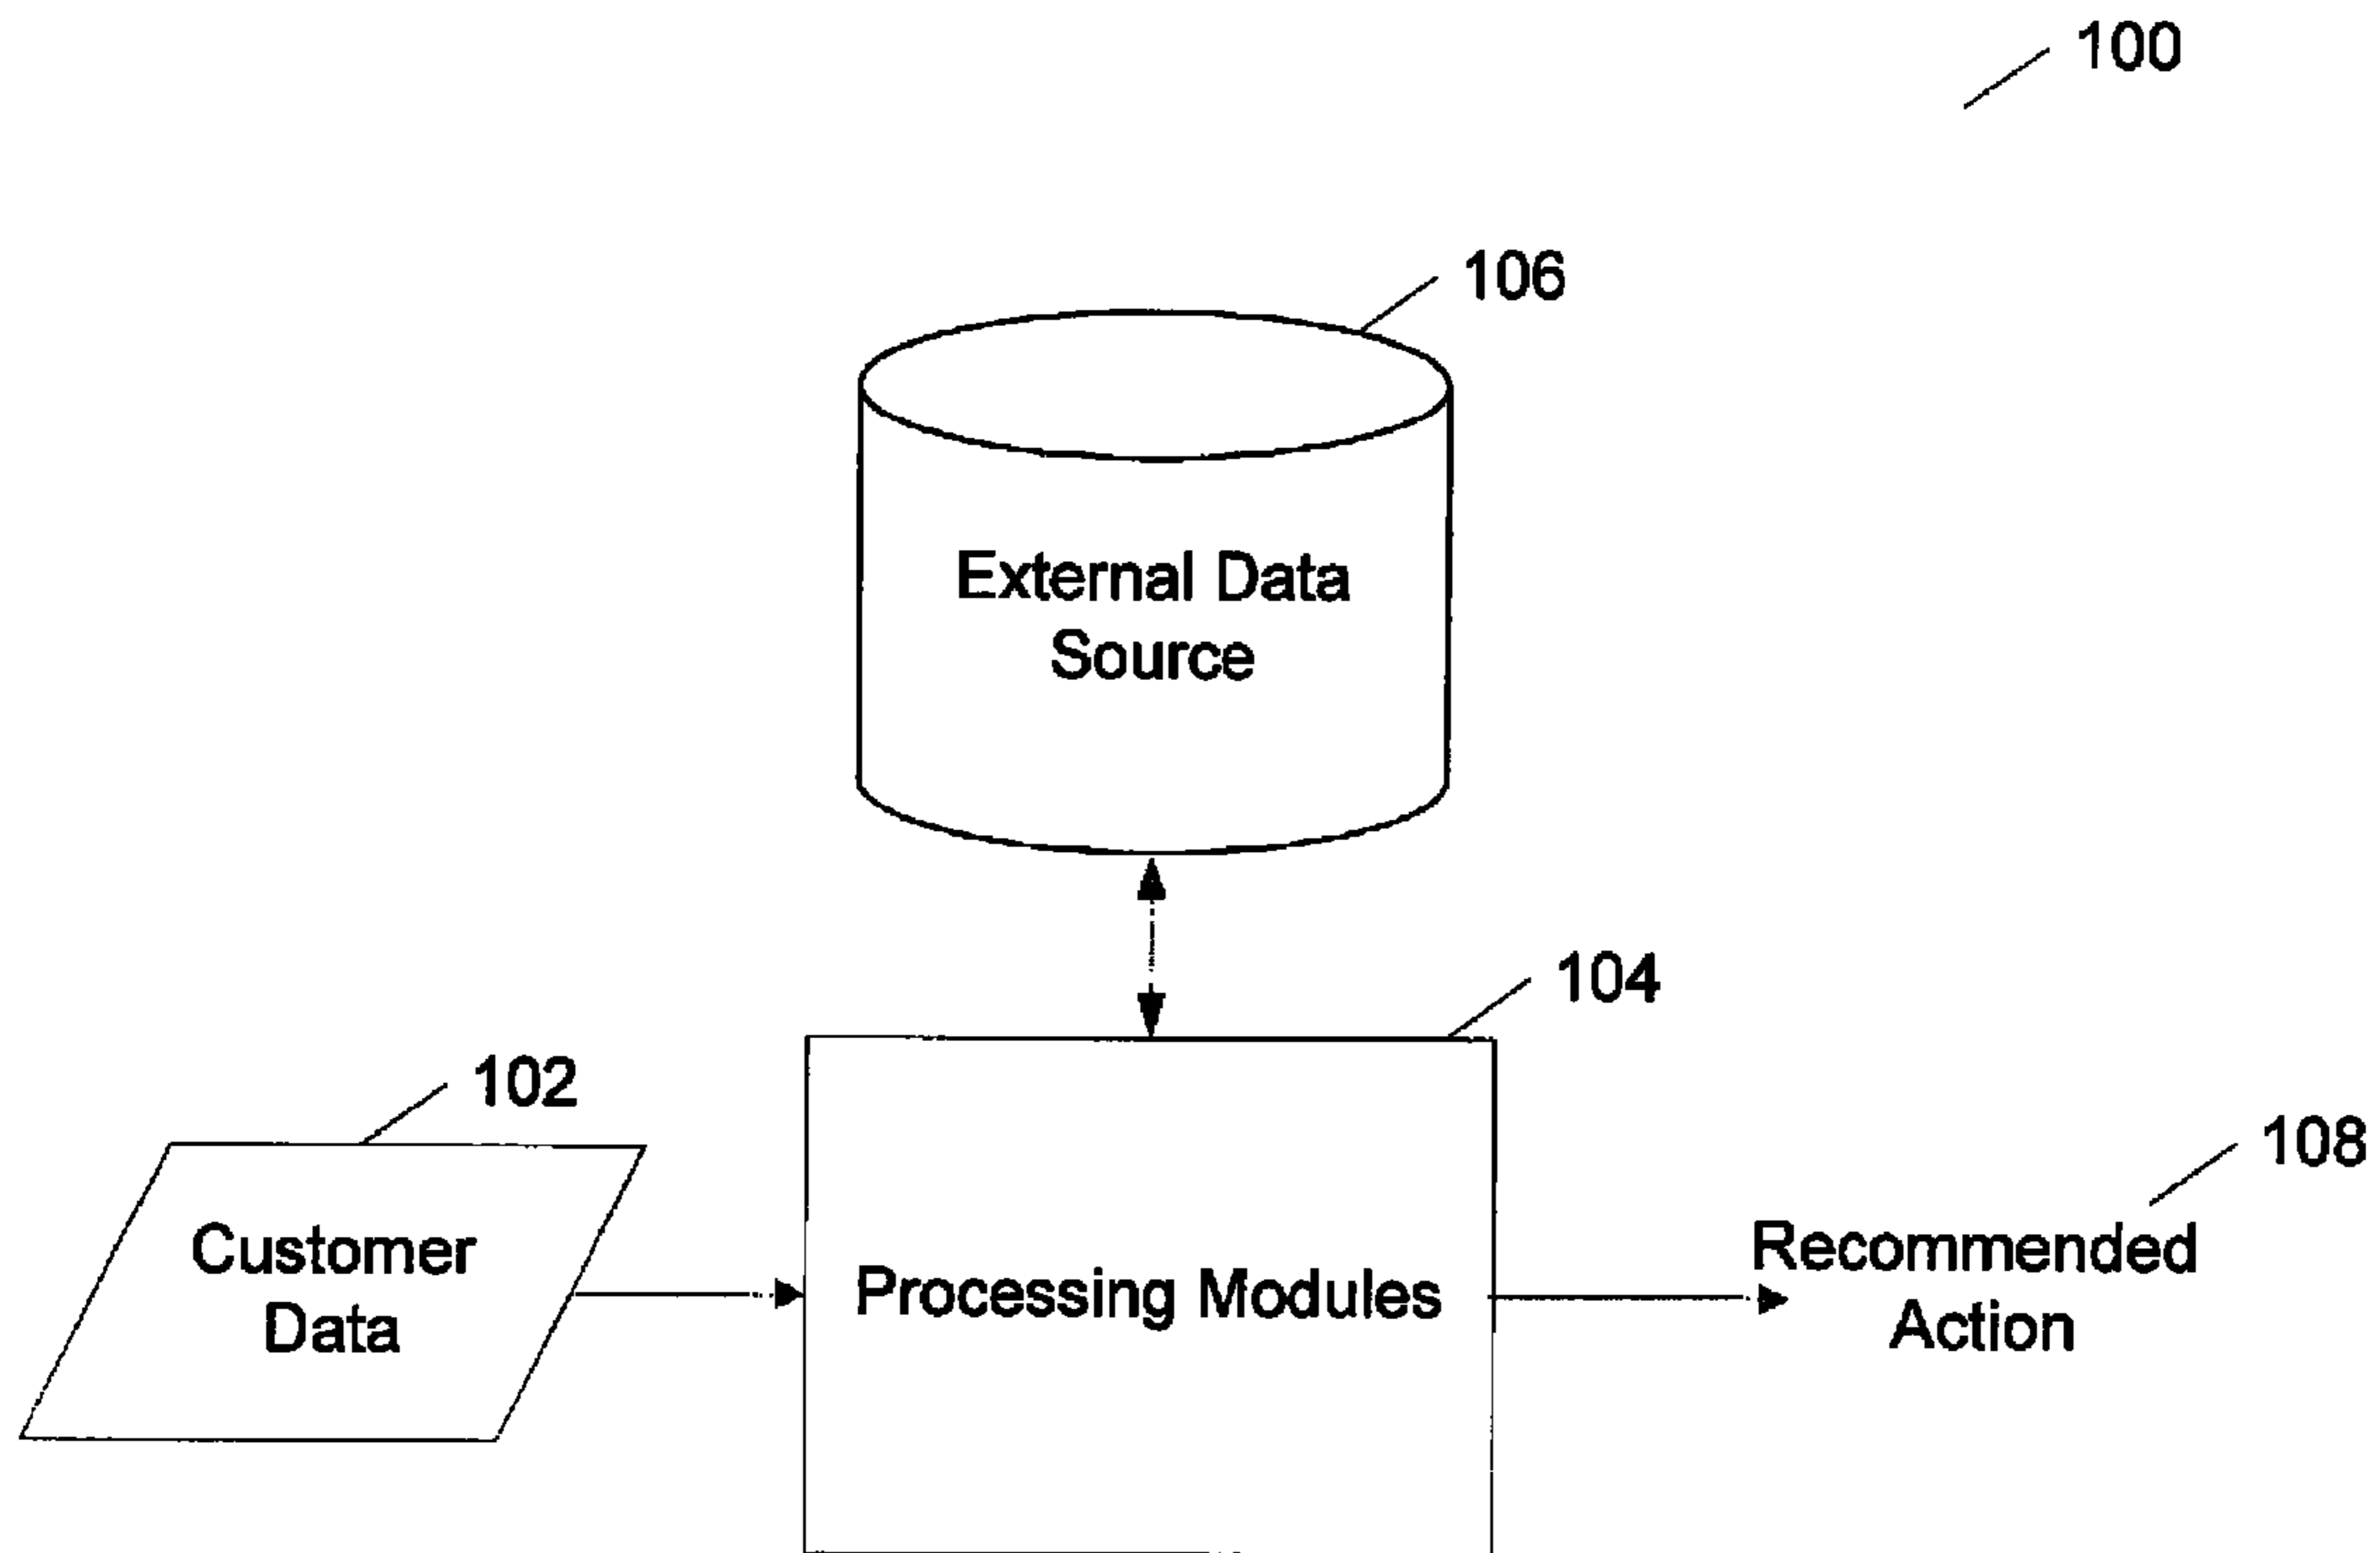 100
106
External Data
Source
104
102
108
Customer
Data
Processing Modules
Recommended
Action